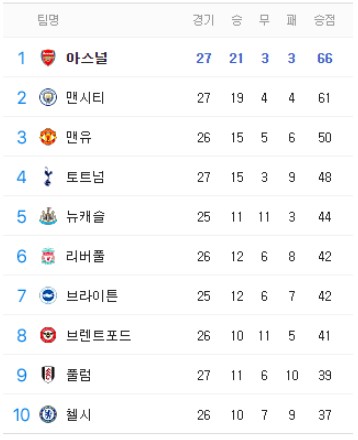 팀명 경기 승 무 패 승점
1 아스널 27 21 3 3 66
2 맨시티 27 19 4 4 61
3 맨유 26 15 5 6 50
4 토트넘 27 15 3 9 48
5 뉴캐슬 25 11 11 3 44
6 리버풀 26 12 6 8 42
7 브라이튼 25 12 6 7 42
8 브렌트포드 26 10 11 5 41
9 풀럼 27 11 6 10 39
10 첼시 26 10 7 9 37